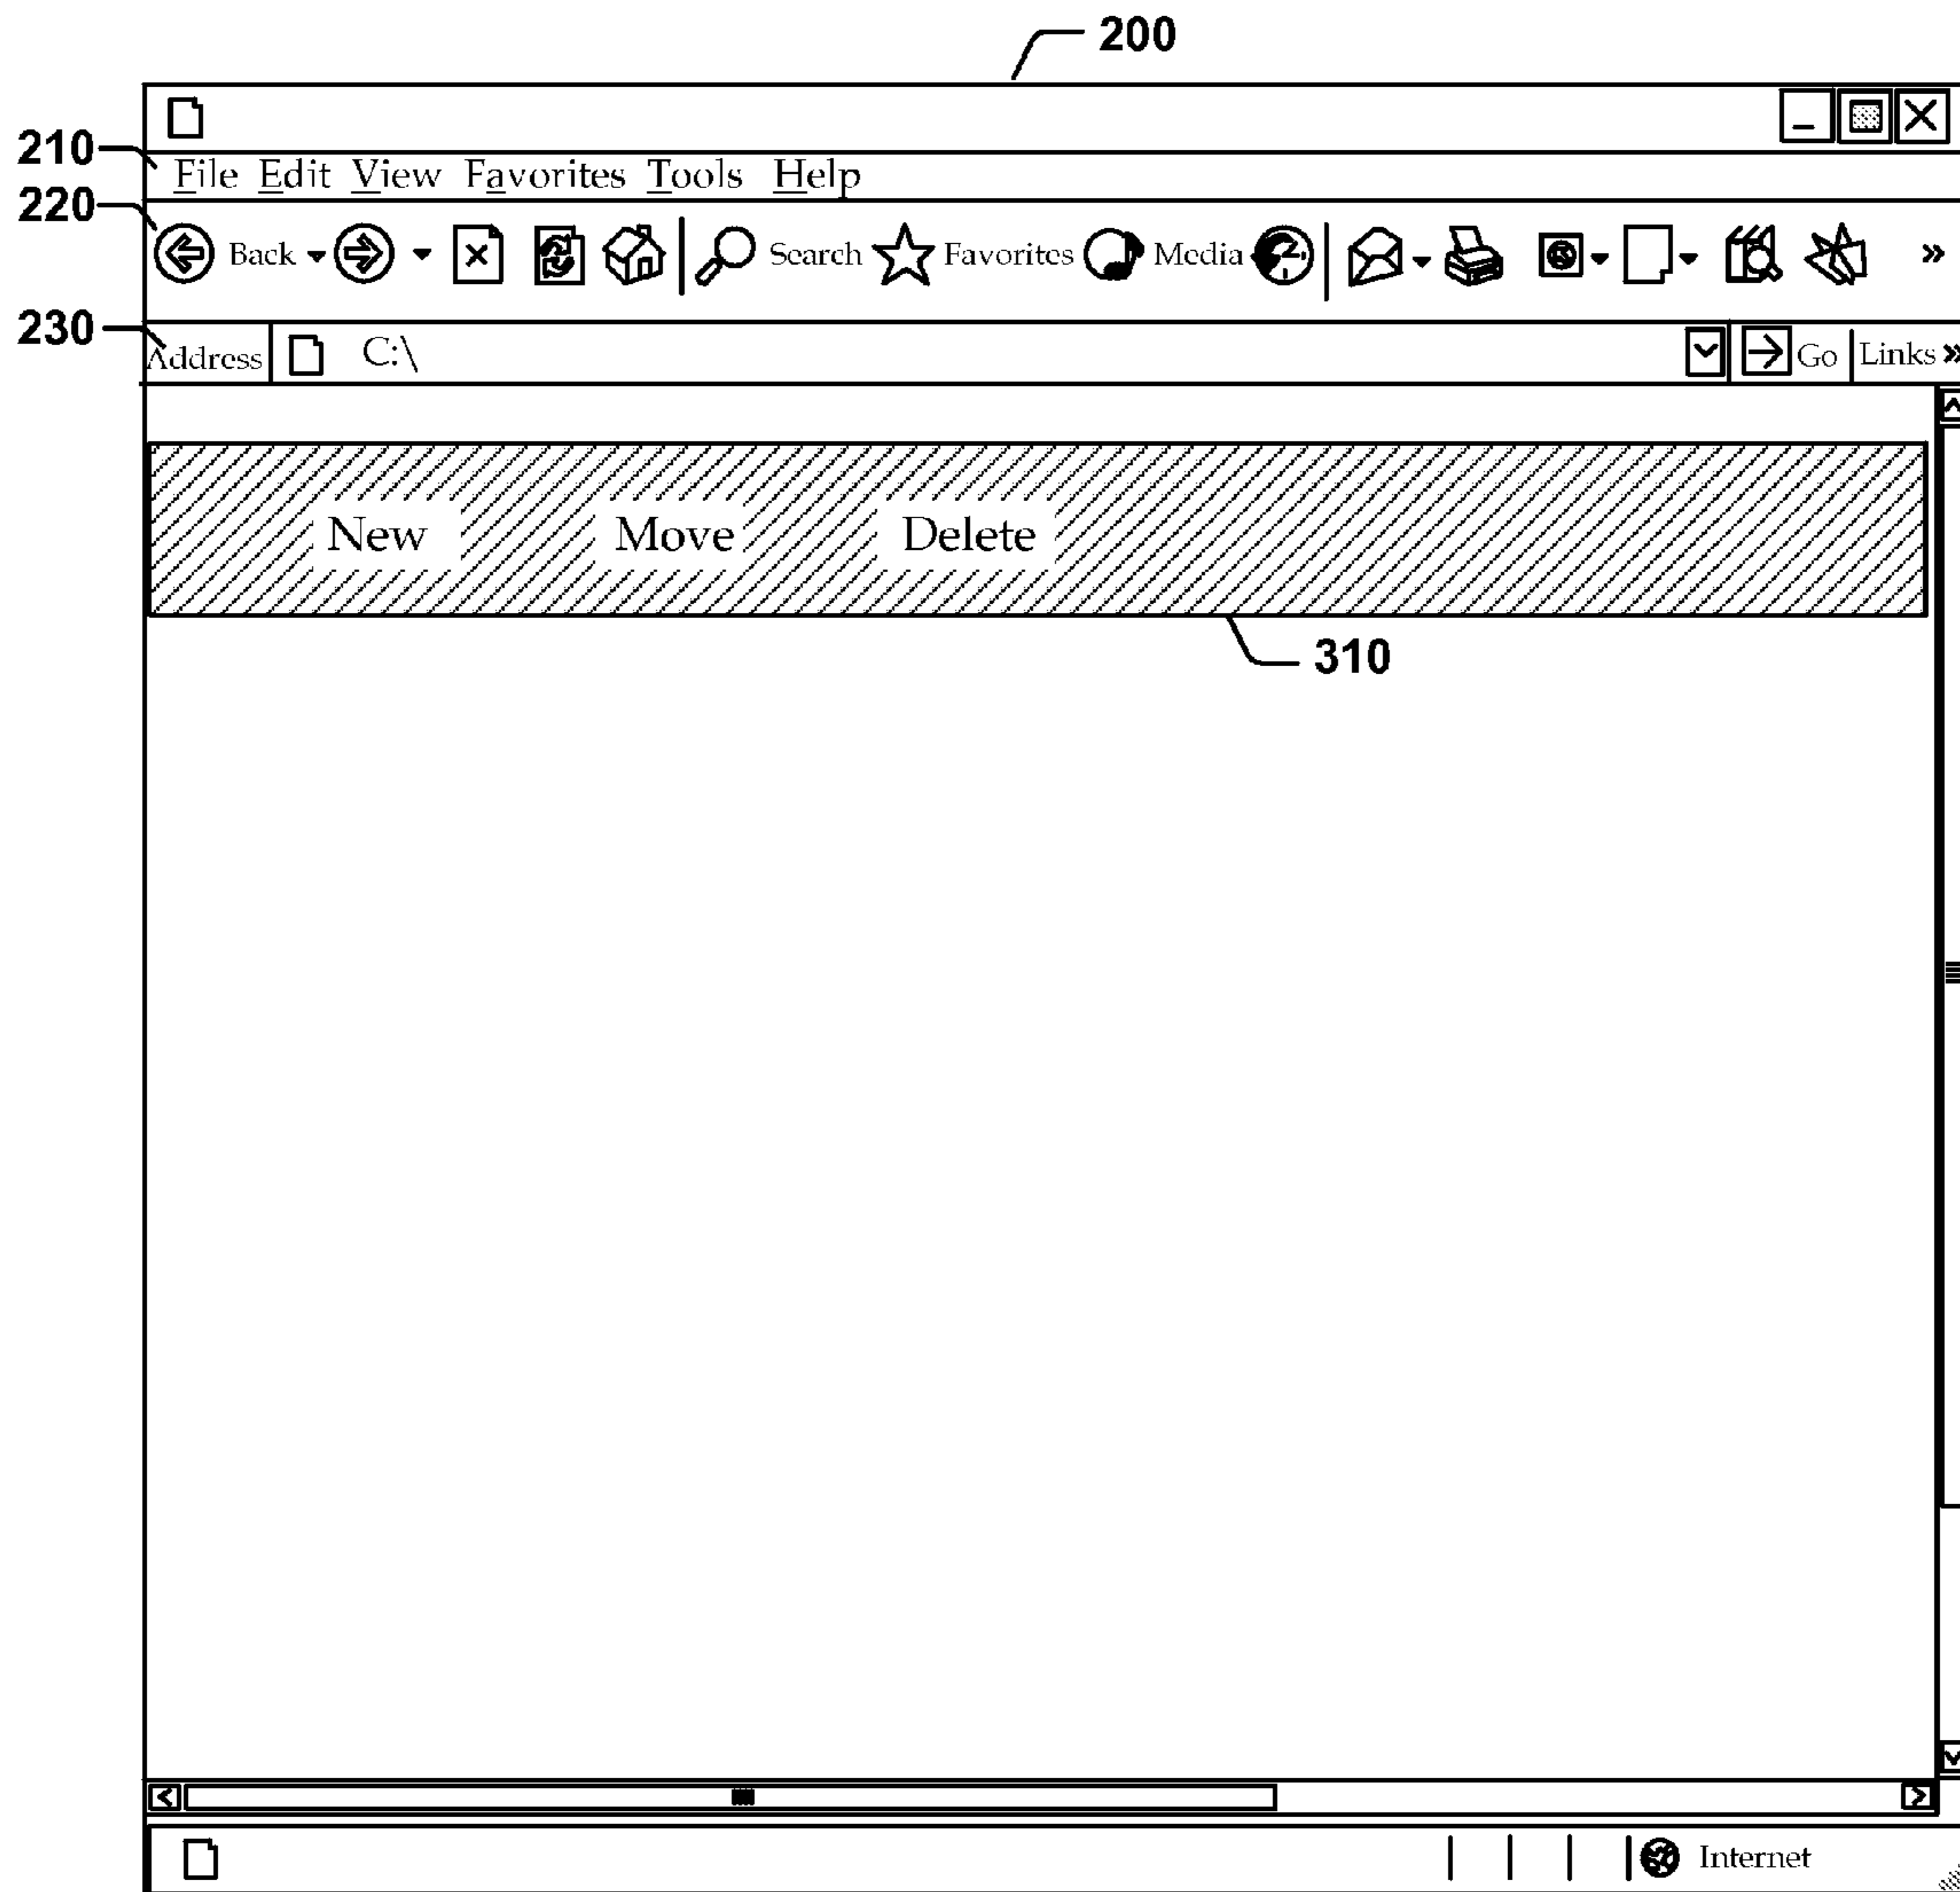 200
210
File Edit View Favorites Tools Help
220
Back Search Favorites Media
»
230
Address C:\ Go Links »
New Move Delete
310
Internet